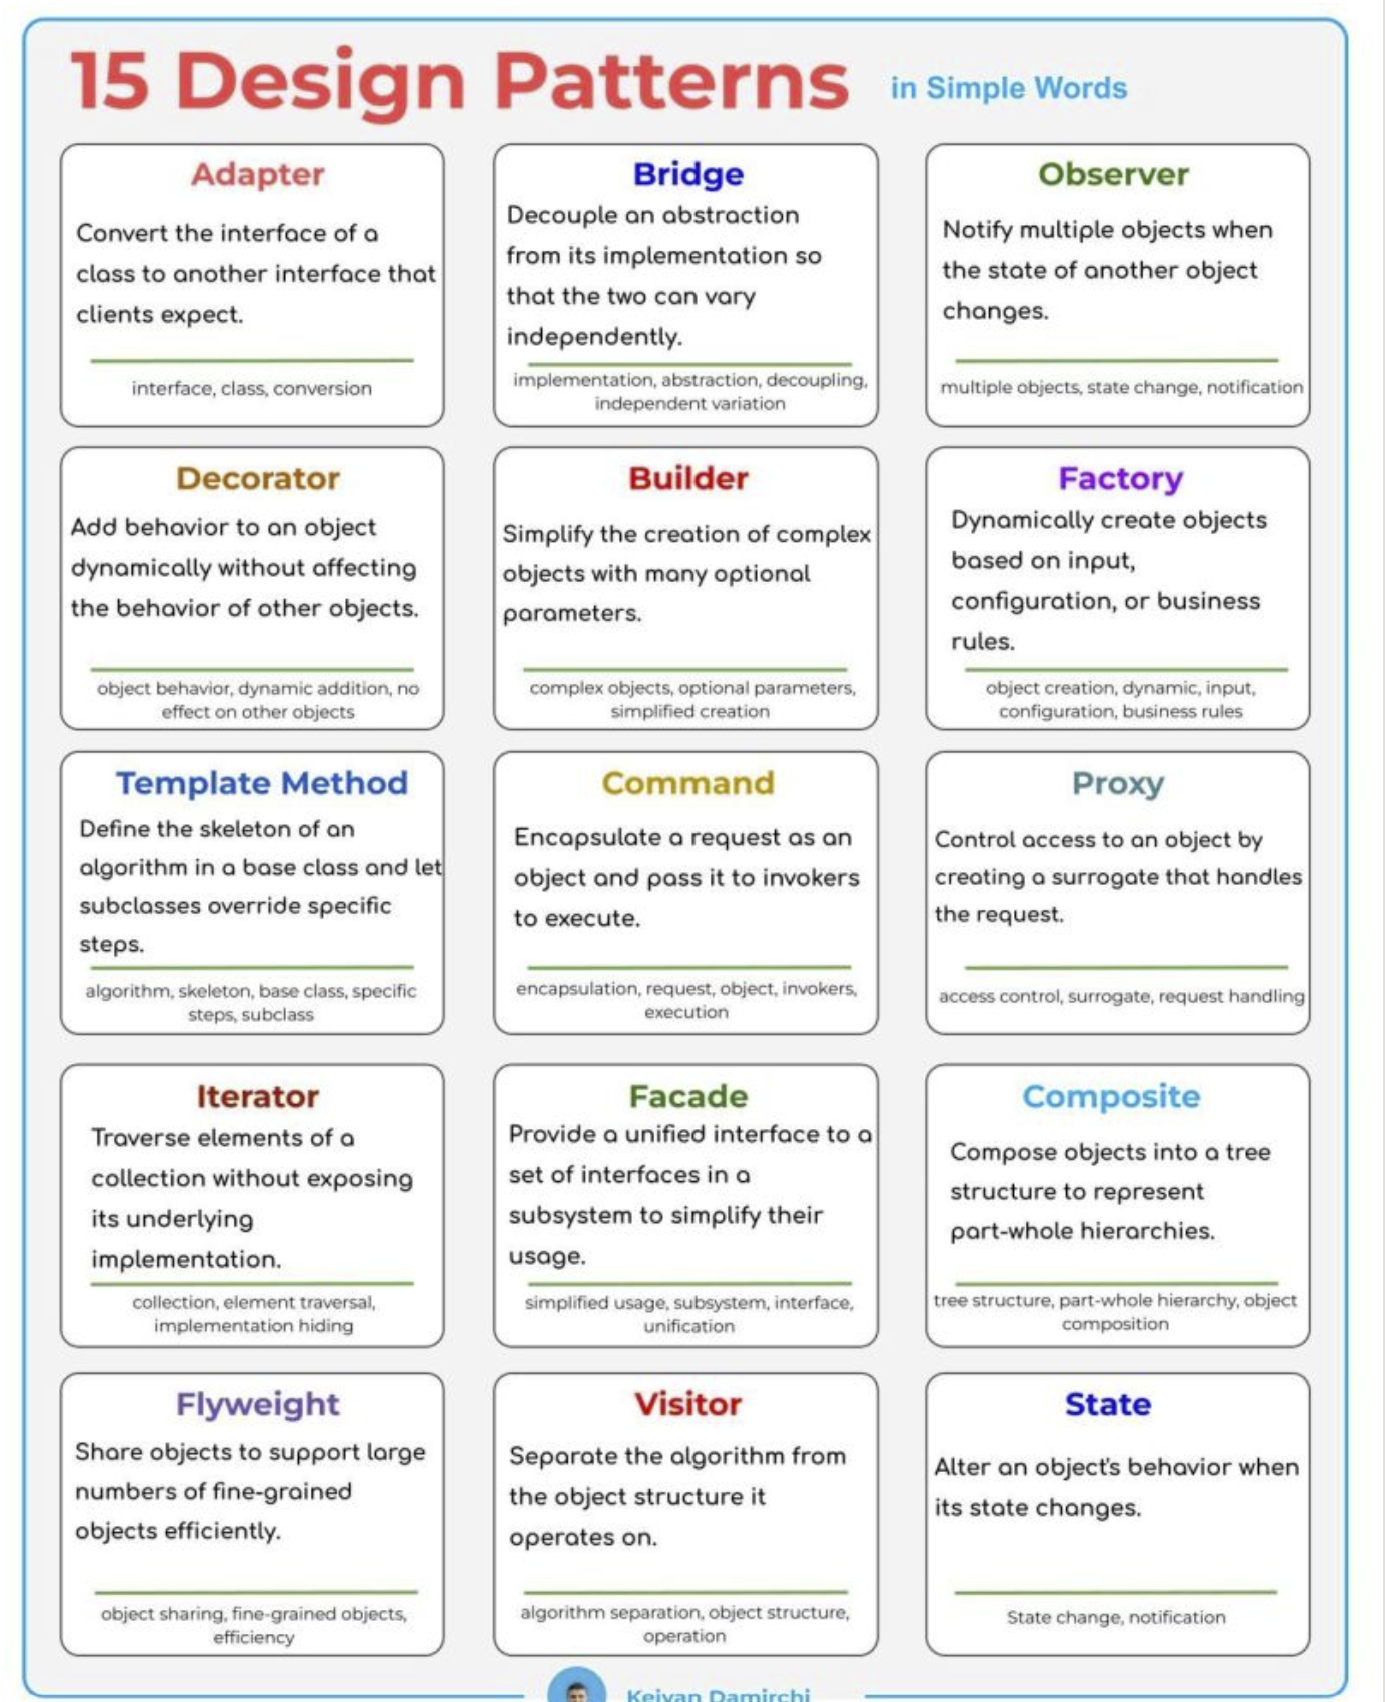 15 Design Patterns in Simple Words
Adapter
Convert the interface of a
class to another interface that
clients expect.
interface, class, conversion
Bridge
Decouple an abstraction
from its implementation so
that the two can vary
independently.
implementation, abstraction, decoupling,
independent variation
Observer
Notify multiple objects when
the state of another object
changes.
multiple objects, state change, notification
Decorator
Add behavior to an object
dynamically without affecting
the behavior of other objects.
object behavior, dynamic addition, no
effect on other objects
Builder
Simplify the creation of complex
objects with many optional
parameters.
complex objects, optional parameters,
simplified creation
Factory
Dynamically create objects
based on input,
configuration, or business
rules.
object creation, dynamic, input,
configuration, business rules
Template Method
Define the skeleton of an
algorithm in a base class and let
subclasses override specific
steps.
algorithm, skeleton, base class, specific
steps, subclass
Command
Encapsulate a request as an
object and pass it to invokers
to execute.
encapsulation, request, object, invokers,
execution
Proxy
Control access to an object by
creating a surrogate that handles
the request.
access control, surrogate, request handling
Iterator
Traverse elements of a
collection without exposing
its underlying
implementation.
collection, element traversal,
implementation hiding
Facade
Provide a unified interface to a
set of interfaces in a
subsystem to simplify their
usage.
simplified usage, subsystem, interface,
unification
Composite
Compose objects into a tree
structure to represent
part-whole hierarchies.
tree structure, part-whole hierarchy, object
composition
Flyweight
Share objects to support large
numbers of fine-grained
objects efficiently.
object sharing, fine-grained objects,
efficiency
Visitor
Separate the algorithm from
the object structure it
operates on.
algorithm separation, object structure,
operation
State
Alter an object's behavior when
its state changes.
State change, notification
Keivan Damirchi